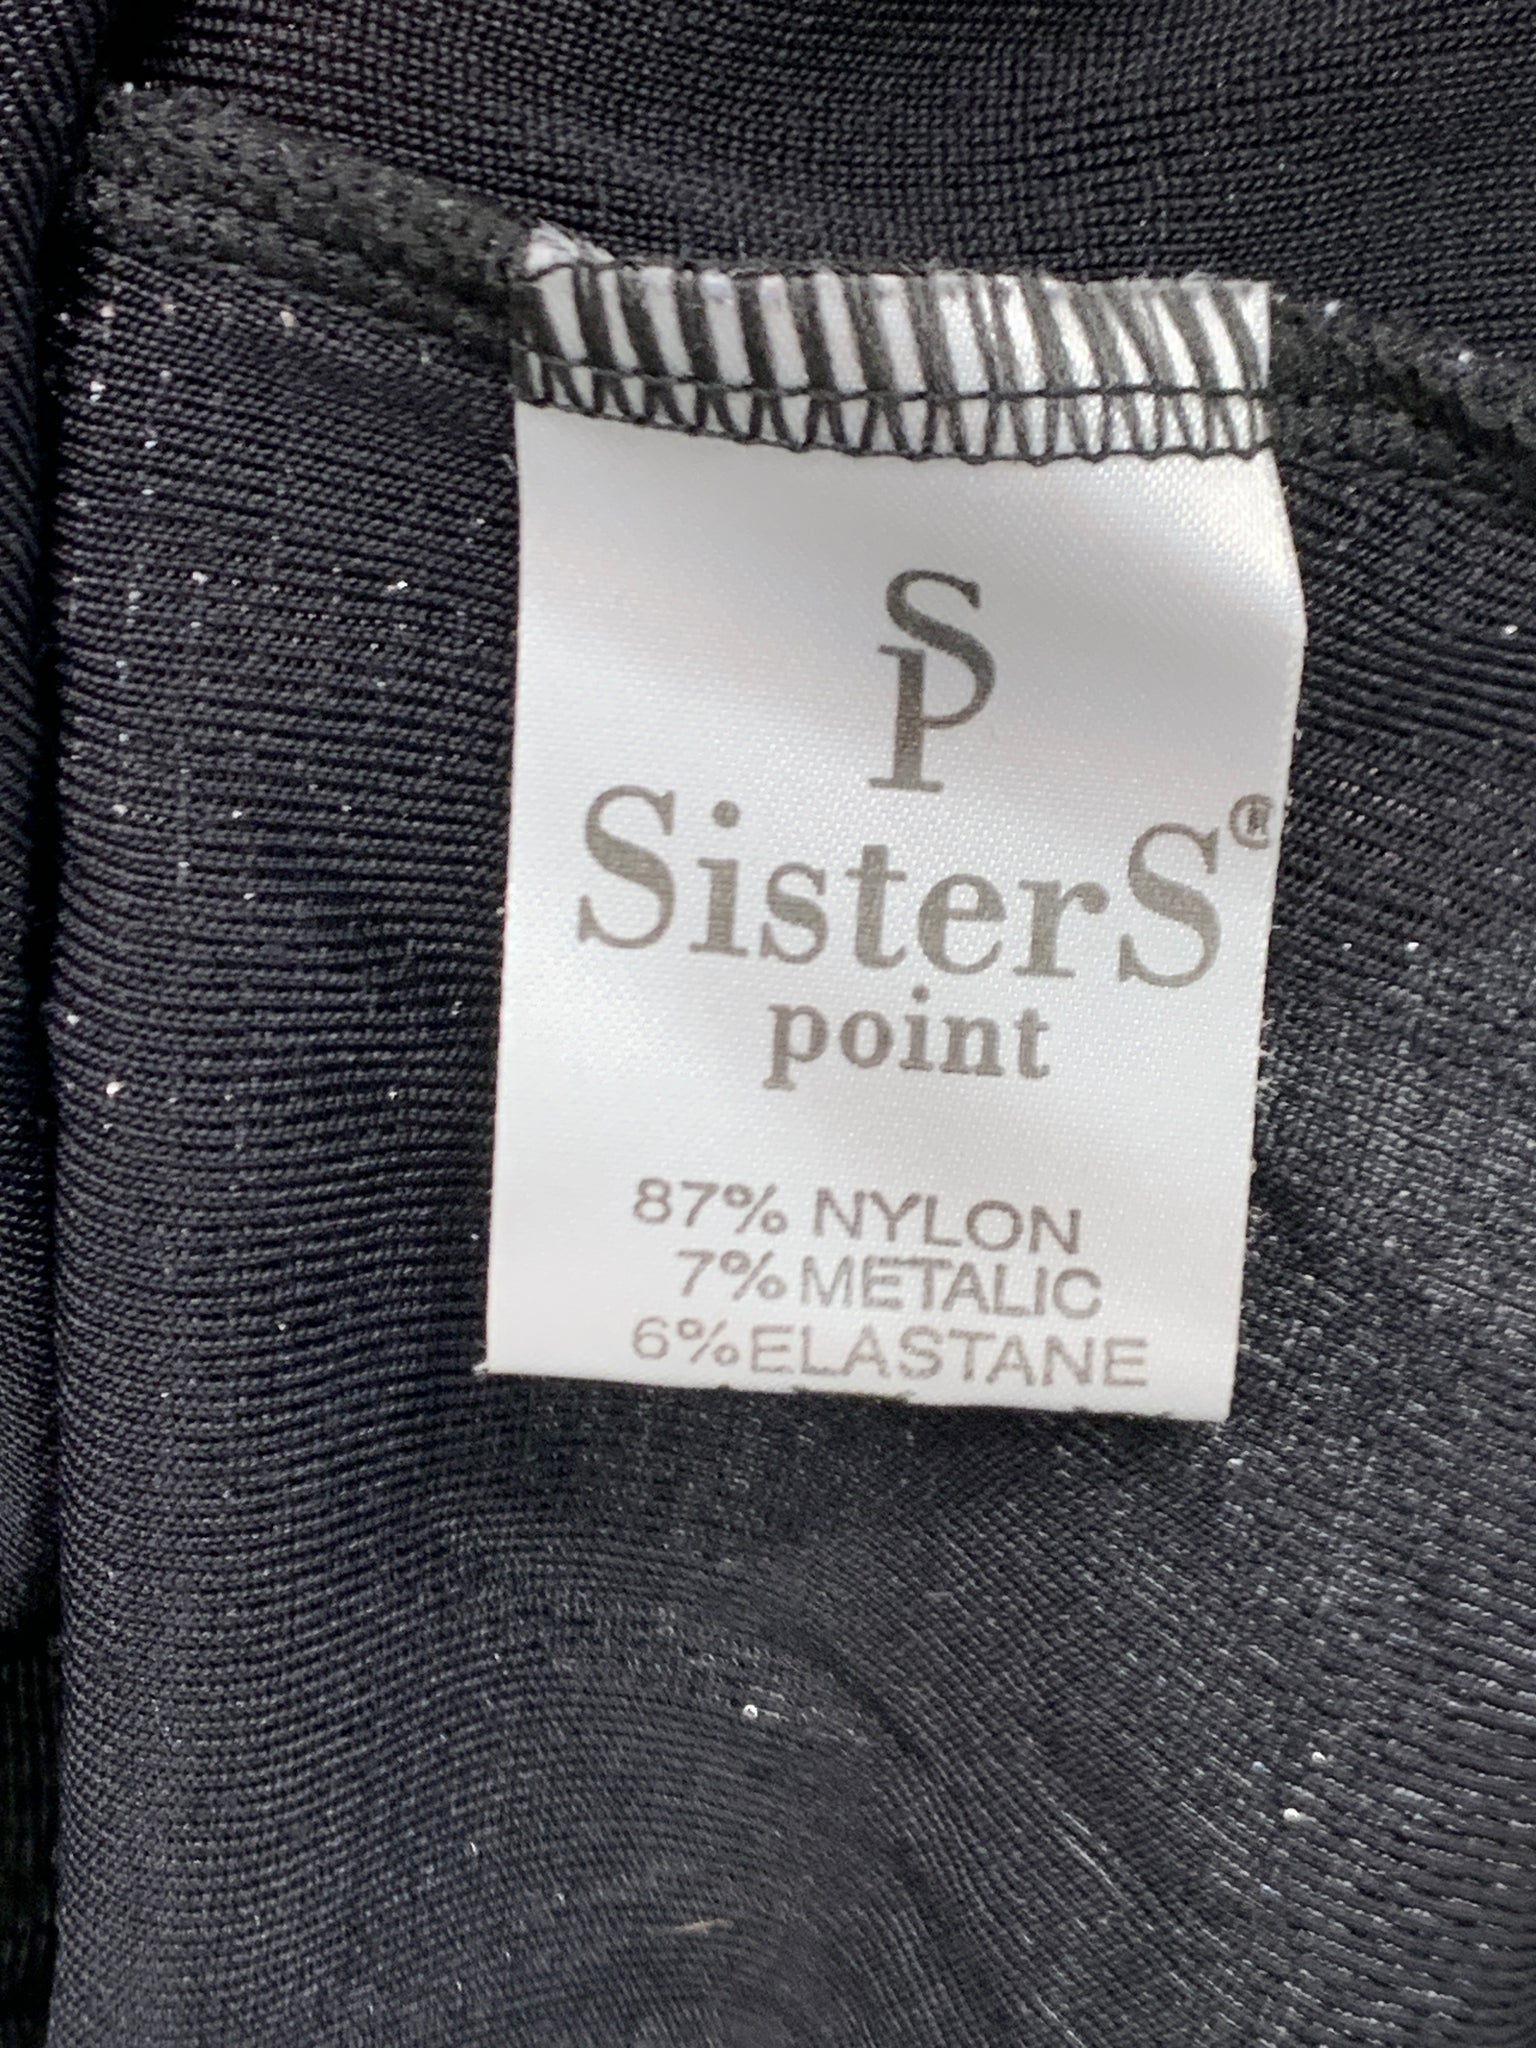 SP
SisterS®
point
87% NYLON
7% METALIC
6% ELASTANE